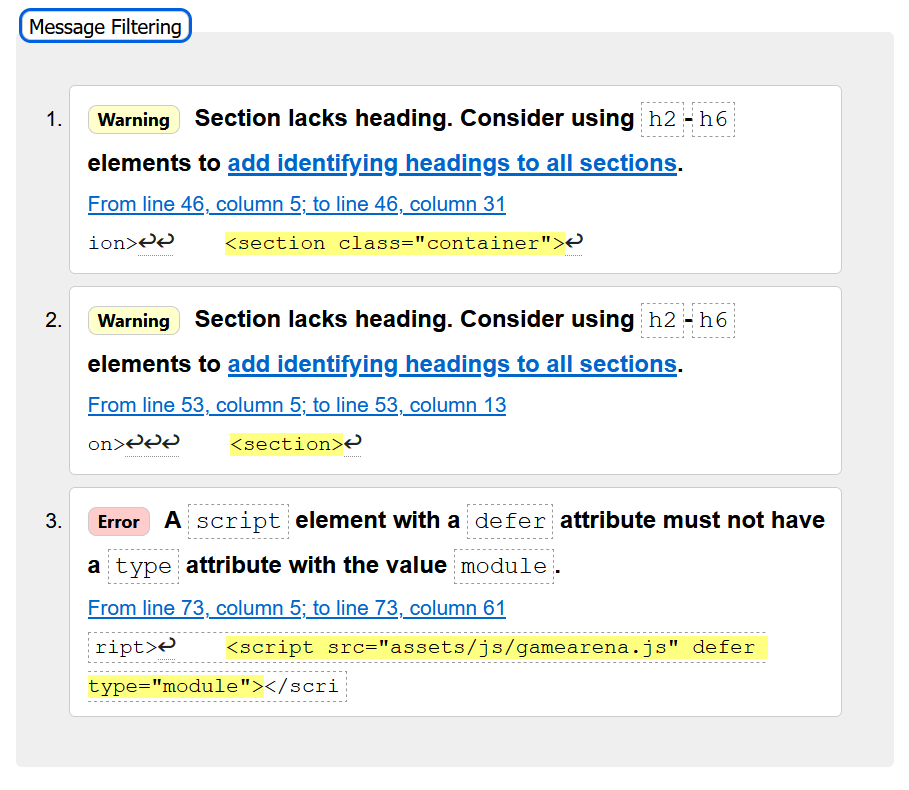 Message Filtering
1. Warning Section lacks heading. Consider using h2-h6
elements to add identifying headings to all sections.
From line 46, column 5; to line 46, column 31
ion>↩↩ <section class="container">↩
2. Warning Section lacks heading. Consider using h2-h6
elements to add identifying headings to all sections.
From line 53, column 5; to line 53, column 13
on>↩↩↩ <section>↩
3. Error A script element with a defer attribute must not have
a type attribute with the value module.
From line 73, column 5; to line 73, column 61
ript>↩ <script src="assets/js/gamearena.js" defer
type="module"></scri